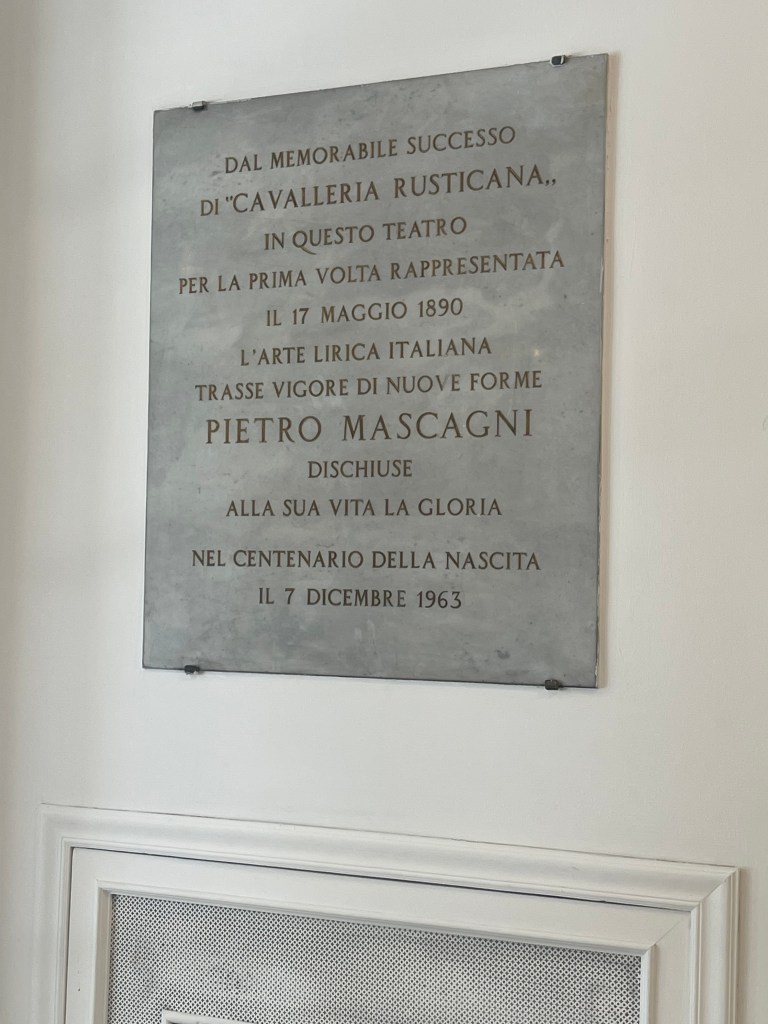 DAL MEMORABILE SUCCESSO
DI "CAVALLERIA RUSTICANA„
IN QUESTO TEATRO
PER LA PRIMA VOLTA RAPPRESENTATA
IL 17 MAGGIO 1890
L'ARTE LIRICA ITALIANA
TRASSE VIGORE DI NUOVE FORME
PIETRO MASCAGNI
DISCHIUSE
ALLA SUA VITA LA GLORIA
NEL CENTENARIO DELLA NASCITA
IL 7 DICEMBRE 1963